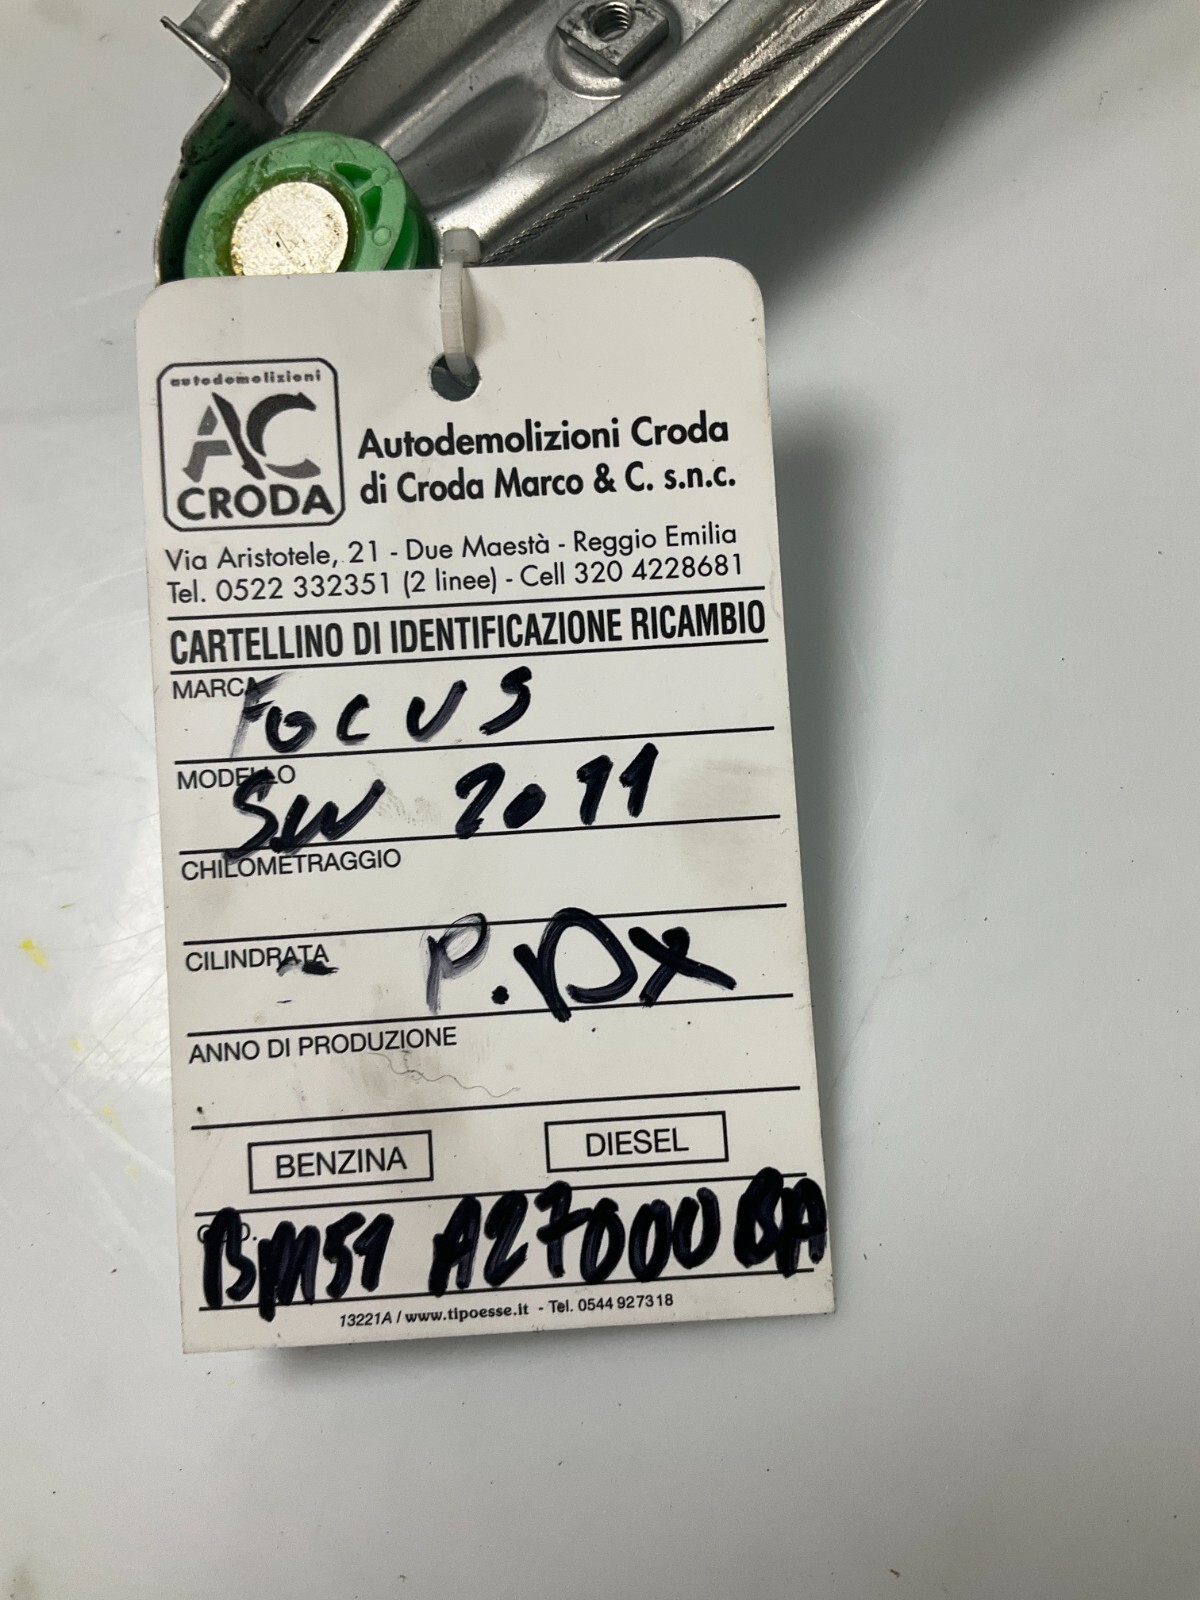 autodemolizioni
AC
CRODA
Autodemolizioni Croda
di Croda Marco & C. s.n.c.
Via Aristotele, 21 - Due Maestà - Reggio Emilia
Tel. 0522 332351 (2 linee) - Cell 320 4228681
CARTELLINO DI IDENTIFICAZIONE RICAMBIO
MARCA FOCUS
MODELLO SW 2011
CHILOMETRAGGIO
CILINDRATA P.DX
ANNO DI PRODUZIONE
BENZINA DIESEL
BM51 A27000BA
13221A / www.tipoesse.it - Tel. 0544 927318